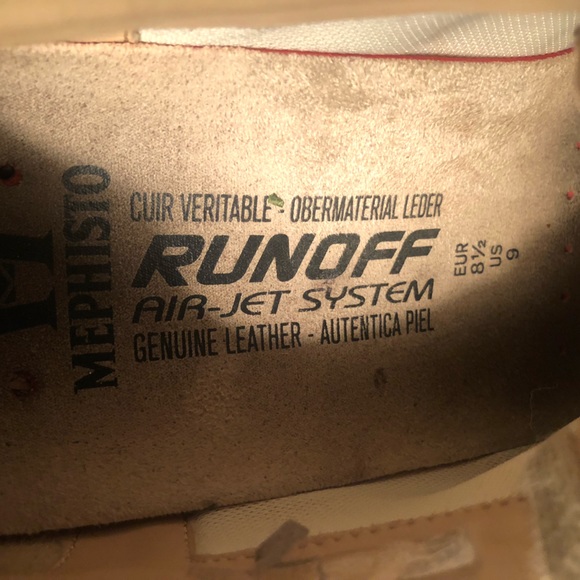 MEPHISTO
CUIR VERITABLE - OBERMATERIAL LEDER
RUNOFF
AIR-JET SYSTEM
GENUINE LEATHER - AUTENTICA PIEL
EUR
8½
US
9